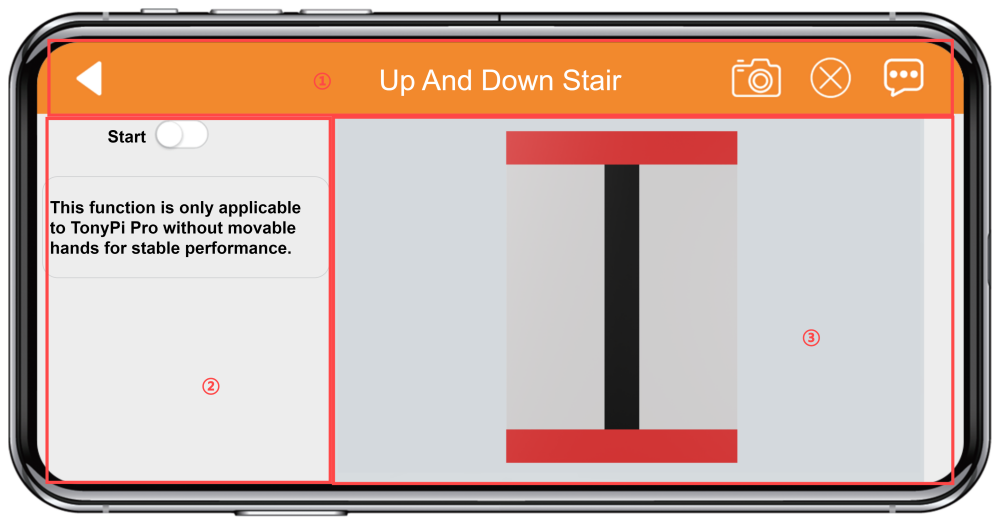 ① Up And Down Stair
Start
This function is only applicable
to TonyPi Pro without movable
hands for stable performance.
②
③